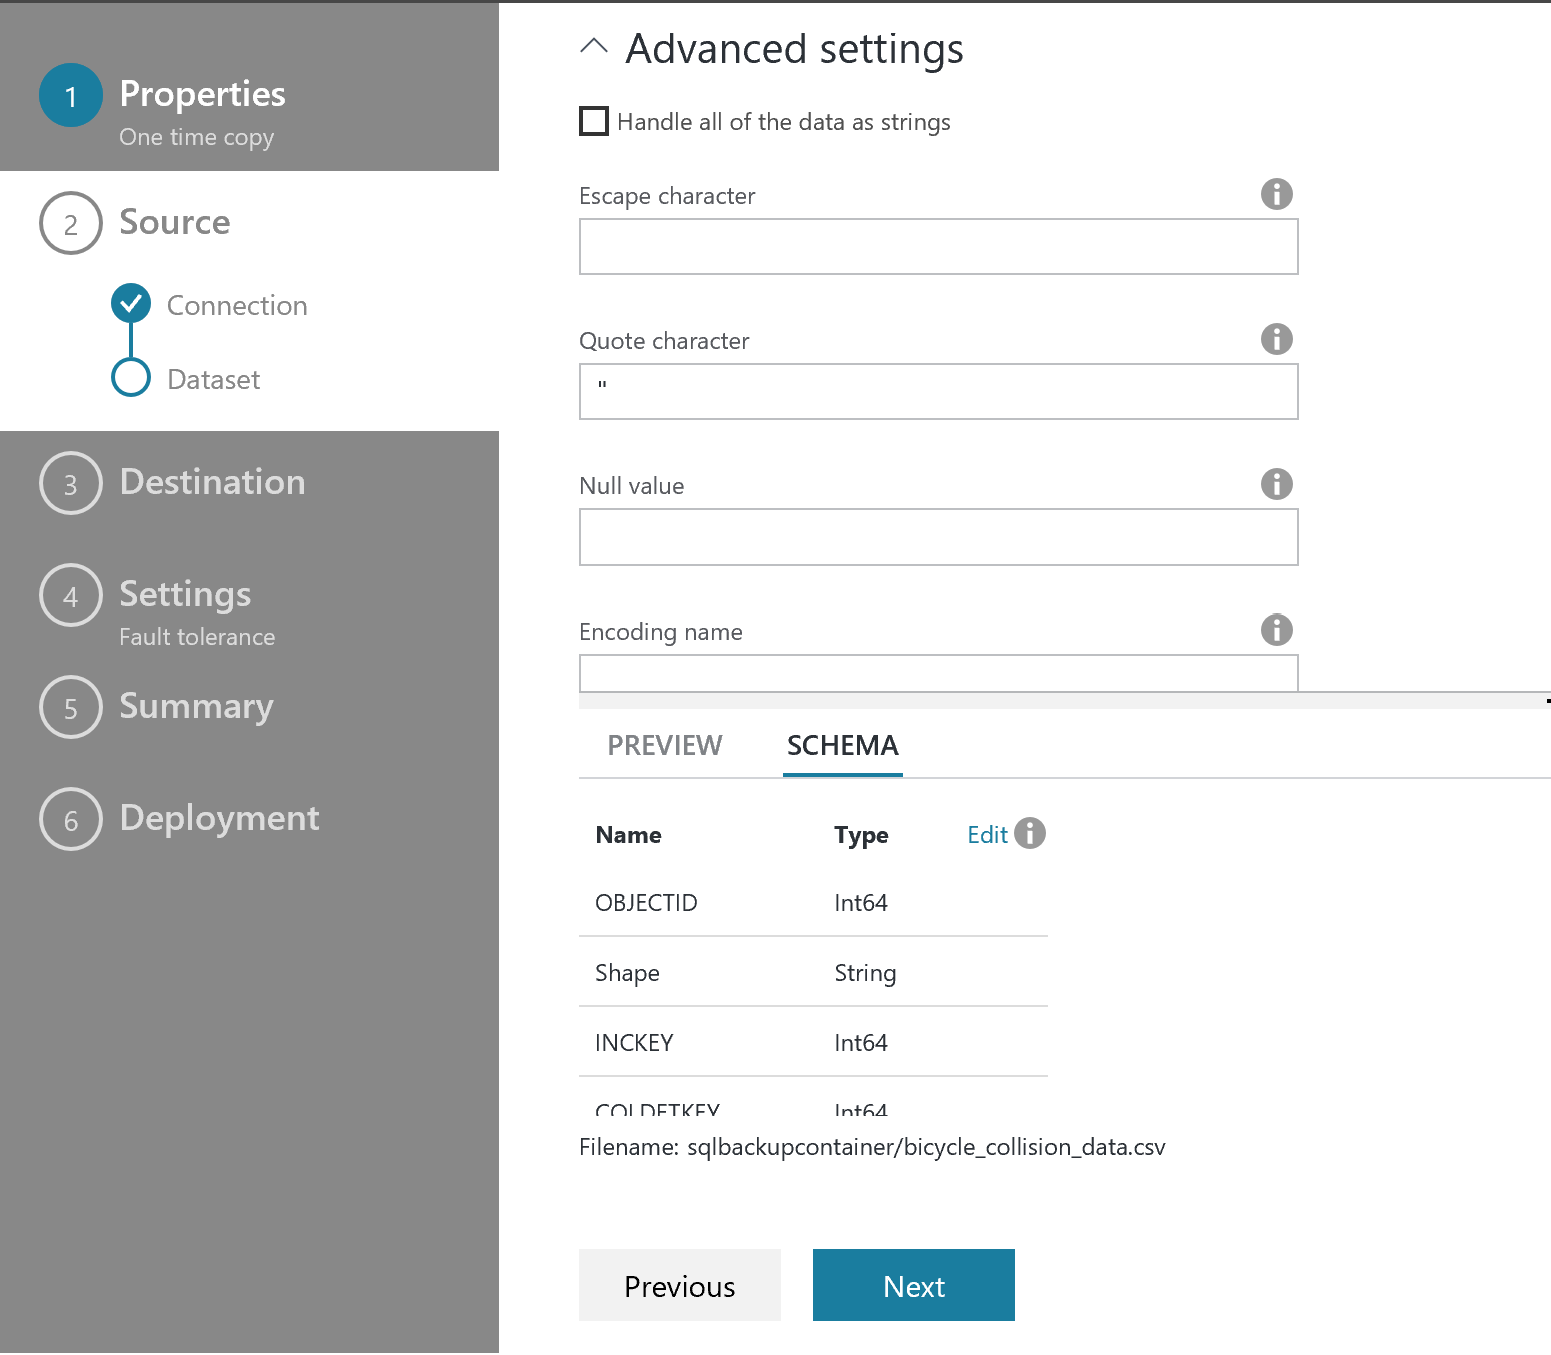 1 Properties
One time copy
2 Source
Connection
Dataset
3 Destination
4 Settings
Fault tolerance
5 Summary
6 Deployment
Advanced settings
Handle all of the data as strings
Escape character
Quote character
"
Null value
Encoding name
PREVIEW SCHEMA
Name Type Edit
OBJECTID Int64
Shape String
INCKEY Int64
COLDETKEY Int64
Filename: sqlbackupcontainer/bicycle_collision_data.csv
Previous Next